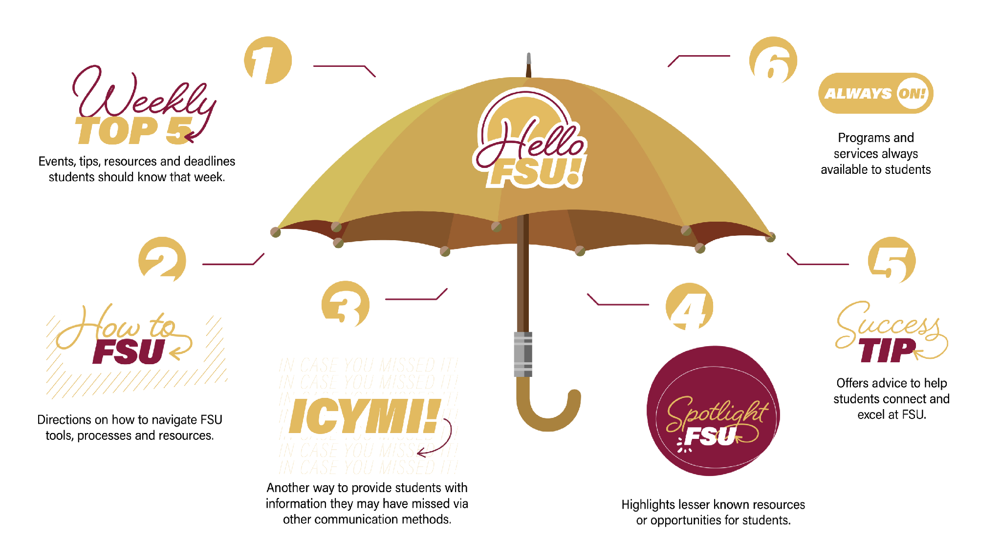 1
Weekly
TOP 5
Events, tips, resources and deadlines
students should know that week.
2
How to
FSU
Directions on how to navigate FSU
tools, processes and resources.
3
IN CASE YOU MISSED IT!
IN CASE YOU MISSED IT!
ICYMI!
IN CASE YOU MISSED IT!
IN CASE YOU MISSED IT!
Another way to provide students with
information they may have missed via
other communication methods.
Hello
FSU!
4
Spotlight
FSU
Highlights lesser known resources
or opportunities for students.
5
Success
TIP
Offers advice to help
students connect and
excel at FSU.
6
ALWAYS ON!
Programs and
services always
available to students